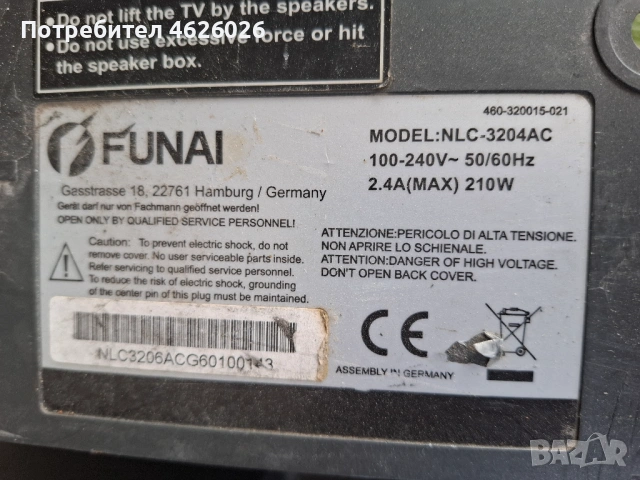 Потребител 4626026
•Do not lift the TV by the speakers.
•Do not use excessive force or hit
the speaker box.
460-320015-021
FUNAI
MODEL:NLC-3204AC
100-240V~ 50/60Hz
2.4A(MAX) 210W
Gasstrasse 18, 22761 Hamburg / Germany
Gerät darf nur von Fachmann geöffnet werden!
OPEN ONLY BY QUALIFIED SERVICE PERSONNEL!
Caution: To prevent electric shock, do not
remove cover. No user serviceable parts inside.
Refer servicing to qualified service personnel.
To reduce the risk of electric shock, grounding
of the center pin of this plug must be maintained.
ATTENZIONE:PERICOLO DI ALTA TENSIONE.
NON APRIRE LO SCHIENALE.
ATTENTION:DANGER OF HIGH VOLTAGE.
DON'T OPEN BACK COVER.
NLC3206ACG60100143
CE
ASSEMBLY IN GERMANY
BAZAR